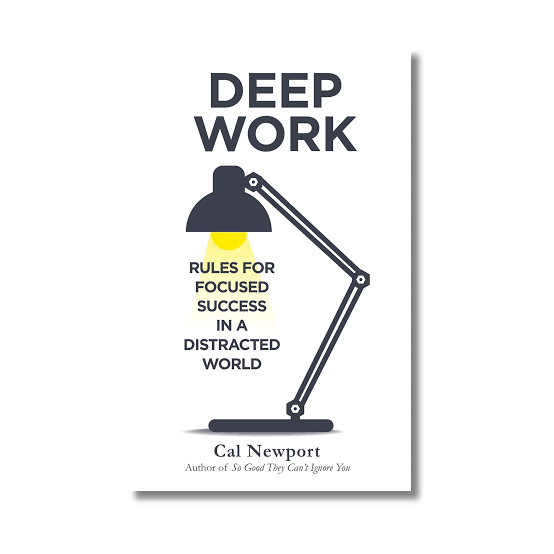 DEEP
WORK
RULES FOR
FOCUSED
SUCCESS
IN A
DISTRACTED
WORLD
Cal Newport
Author of So Good They Can't Ignore You